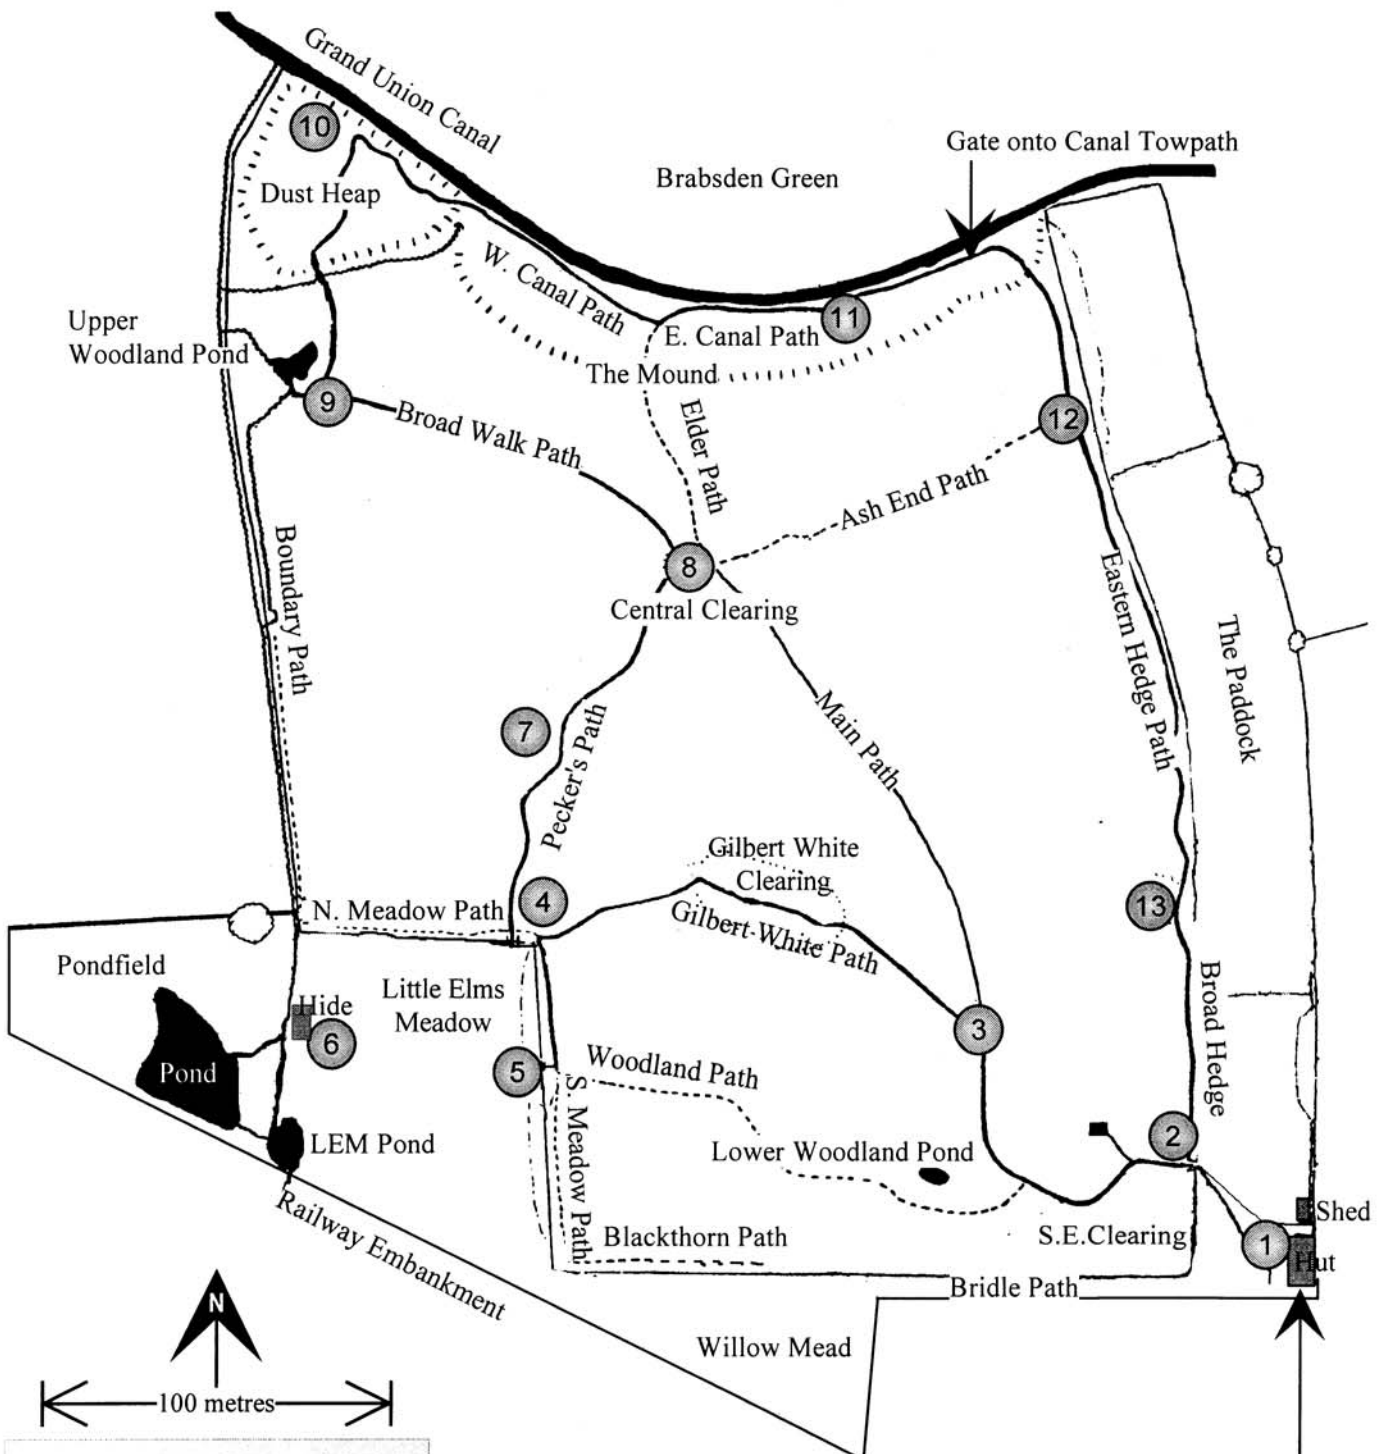 Grand Union Canal
10
Gate onto Canal Towpath
Brabsden Green
Dust Heap
W. Canal Path
11
Upper
Woodland Pond
E. Canal Path
The Mound
9
Broad Walk Path
Elder Path
12
Ash End Path
8
Central Clearing
Boundary Path
Eastern Hedge Path
The Paddock
7
Pecker's Path
Main Path
Gilbert White
Clearing
4
N. Meadow Path
Gilbert White Path
13
Pondfield
Hide
Little Elms
Meadow
Broad Hedge
6
3
Pond
5
Woodland Path
S. Meadow Path
2
LEM Pond
Lower Woodland Pond
Railway Embankment
Blackthorn Path
S.E.Clearing
Shed
1
Hut
Bridle Path
N
Willow Mead
100 metres